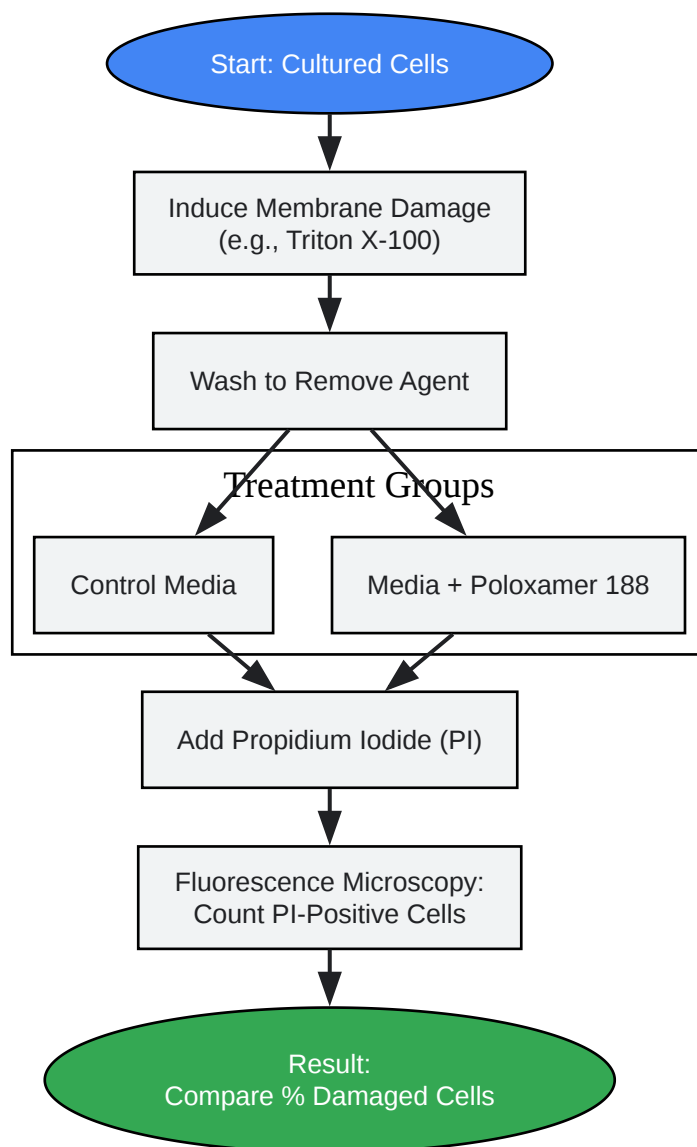 Start: Cultured Cells
Induce Membrane Damage
(e.g., Triton X-100)
Wash to Remove Agent
Treatment Groups
Control Media
Media + Poloxamer 188
Add Propidium Iodide (PI)
Fluorescence Microscopy:
Count PI-Positive Cells
Result:
Compare % Damaged Cells